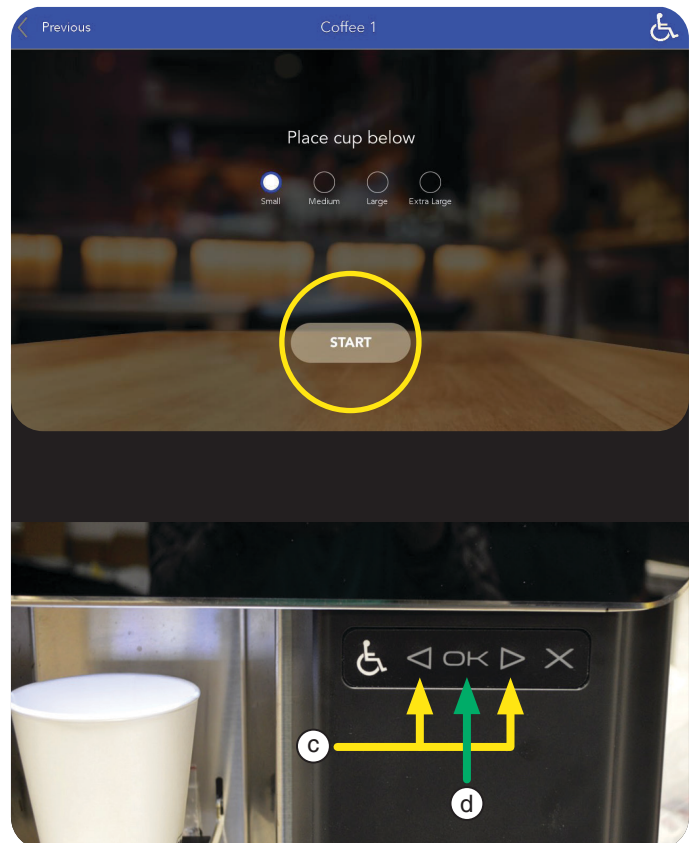 Previous
Coffee 1
Place cup below
Small Medium Large Extra Large
START
OK
c
d